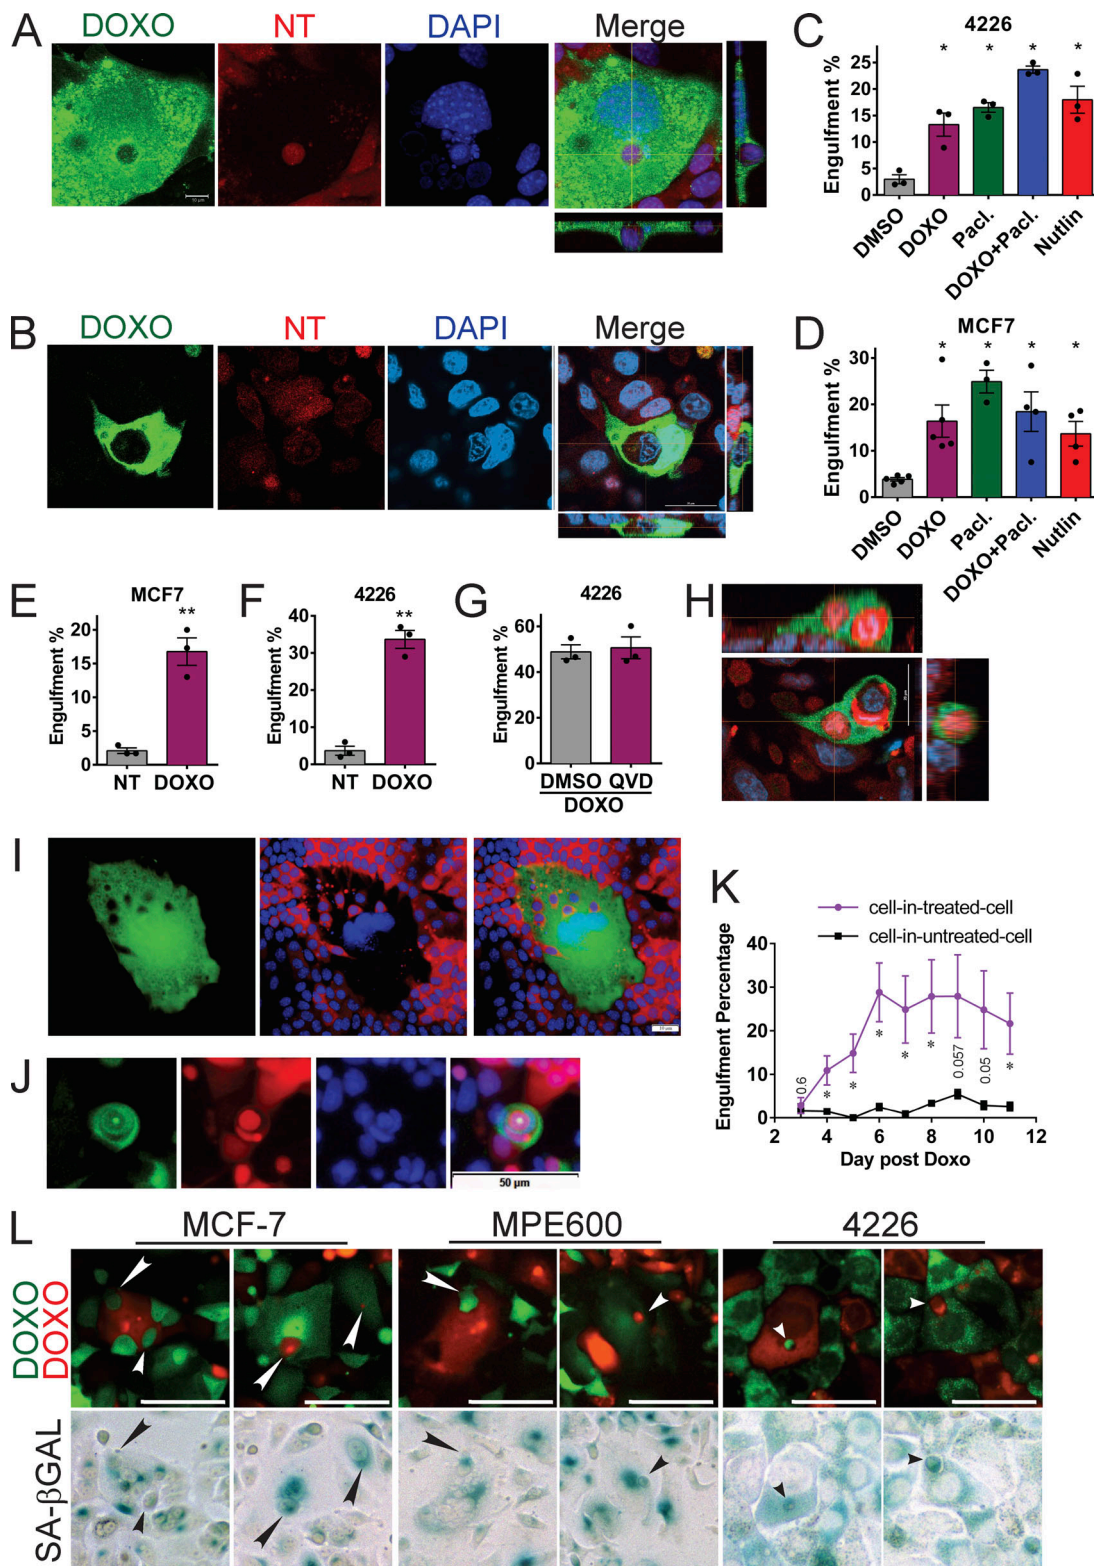 A
DOXO NT DAPI Merge
10 µm
B
DOXO NT DAPI Merge
C
4226
Engulfment %
25
20
15
10
5
0
* * * *
DMSO DOXO Pacl. DOXO+Pacl. Nutlin
D
MCF7
Engulfment %
30
20
10
0
* * * *
DMSO DOXO Pacl. DOXO+Pacl. Nutlin
E
MCF7
Engulfment %
20
15
10
5
0
**
NT DOXO
F
4226
Engulfment %
40
30
20
10
0
**
NT DOXO
G
4226
Engulfment %
60
40
20
0
DMSO QVD
DOXO
H
I
J
50 µm
K
cell-in-treated-cell
cell-in-untreated-cell
Engulfment Percentage
40
30
20
10
0
0.6 * * * * * 0.057 0.05 *
2 4 6 8 10 12
Day post Doxo
L
MCF-7 MPE600 4226
DOXO
DOXO
SA-βGAL